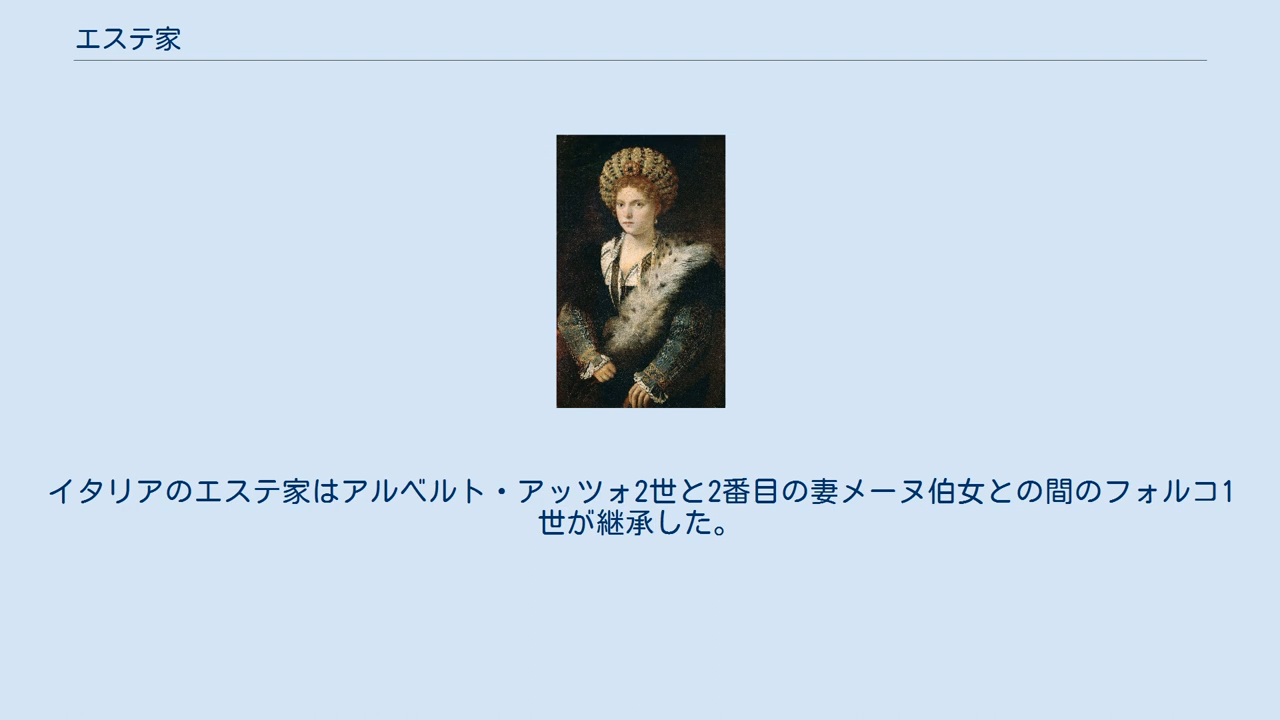 エステ家
イタリアのエステ家はアルベルト・アッツォ2世と2番目の妻メーヌ伯女との間のフォルコ1
世が継承した。